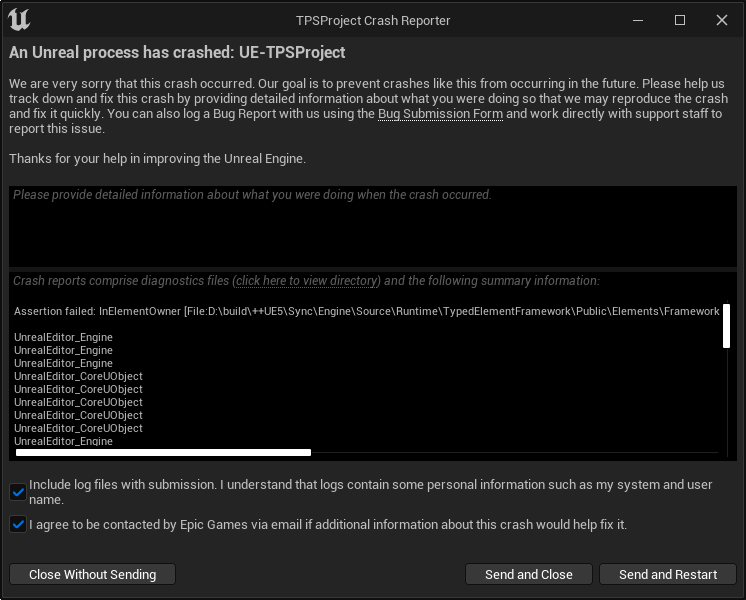 TPSProject Crash Reporter
An Unreal process has crashed: UE-TPSProject
We are very sorry that this crash occurred. Our goal is to prevent crashes like this from occurring in the future. Please help us
track down and fix this crash by providing detailed information about what you were doing so that we may reproduce the crash
and fix it quickly. You can also log a Bug Report with us using the Bug Submission Form and work directly with support staff to
report this issue.
Thanks for your help in improving the Unreal Engine.
Please provide detailed information about what you were doing when the crash occurred.
Crash reports comprise diagnostics files (click here to view directory) and the following summary information:
Assertion failed: InElementOwner [File:D:\build\++UE5\Sync\Engine\Source\Runtime\TypedElementFramework\Public\Elements\Framework
UnrealEditor_Engine
UnrealEditor_Engine
UnrealEditor_Engine
UnrealEditor_CoreUObject
UnrealEditor_CoreUObject
UnrealEditor_CoreUObject
UnrealEditor_CoreUObject
UnrealEditor_CoreUObject
UnrealEditor_Engine
Include log files with submission. I understand that logs contain some personal information such as my system and user
name.
I agree to be contacted by Epic Games via email if additional information about this crash would help fix it.
Close Without Sending
Send and Close
Send and Restart